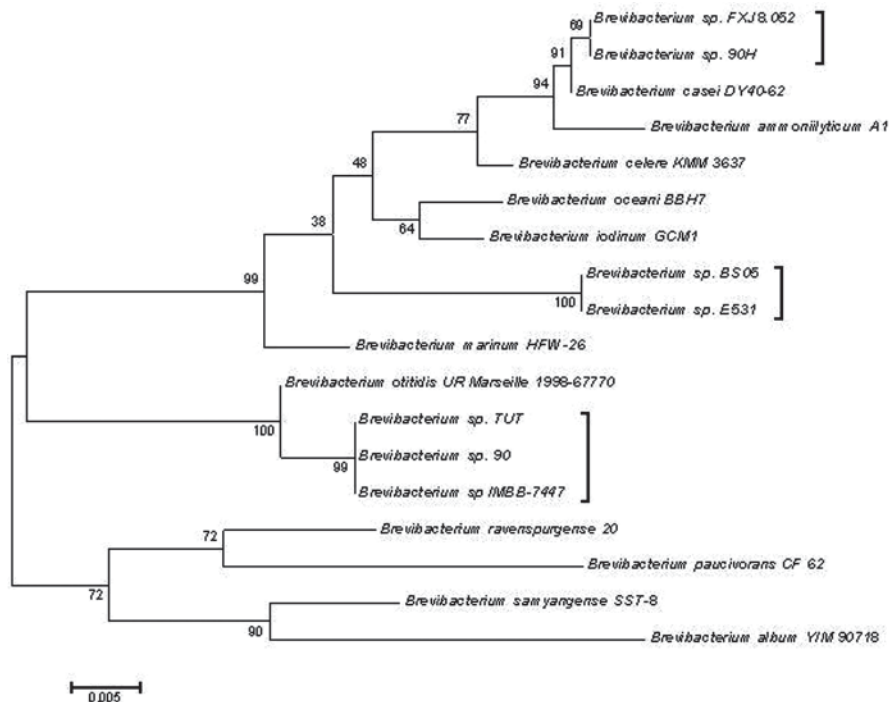 Brevibacterium sp. FXJ8.052
69
Brevibacterium sp. 90H
91
Brevibacterium casei DY40-62
94
Brevibacterium ammoniilyticum A1
77
Brevibacterium celere KMM 3637
48
Brevibacterium oceani BBH7
64
Brevibacterium iodinum GCM1
38
Brevibacterium sp. BS05
99
100
Brevibacterium sp. E531
Brevibacterium marinum HFW-26
Brevibacterium otitidis UR Marseille 1998-67770
Brevibacterium sp. TUT
100
Brevibacterium sp. 90
99
Brevibacterium sp IMBB-7447
Brevibacterium ravenspurgense 20
72
Brevibacterium paucivorans CF 62
72
Brevibacterium samyangense SST-8
90
Brevibacterium album YIM 90718
0.005